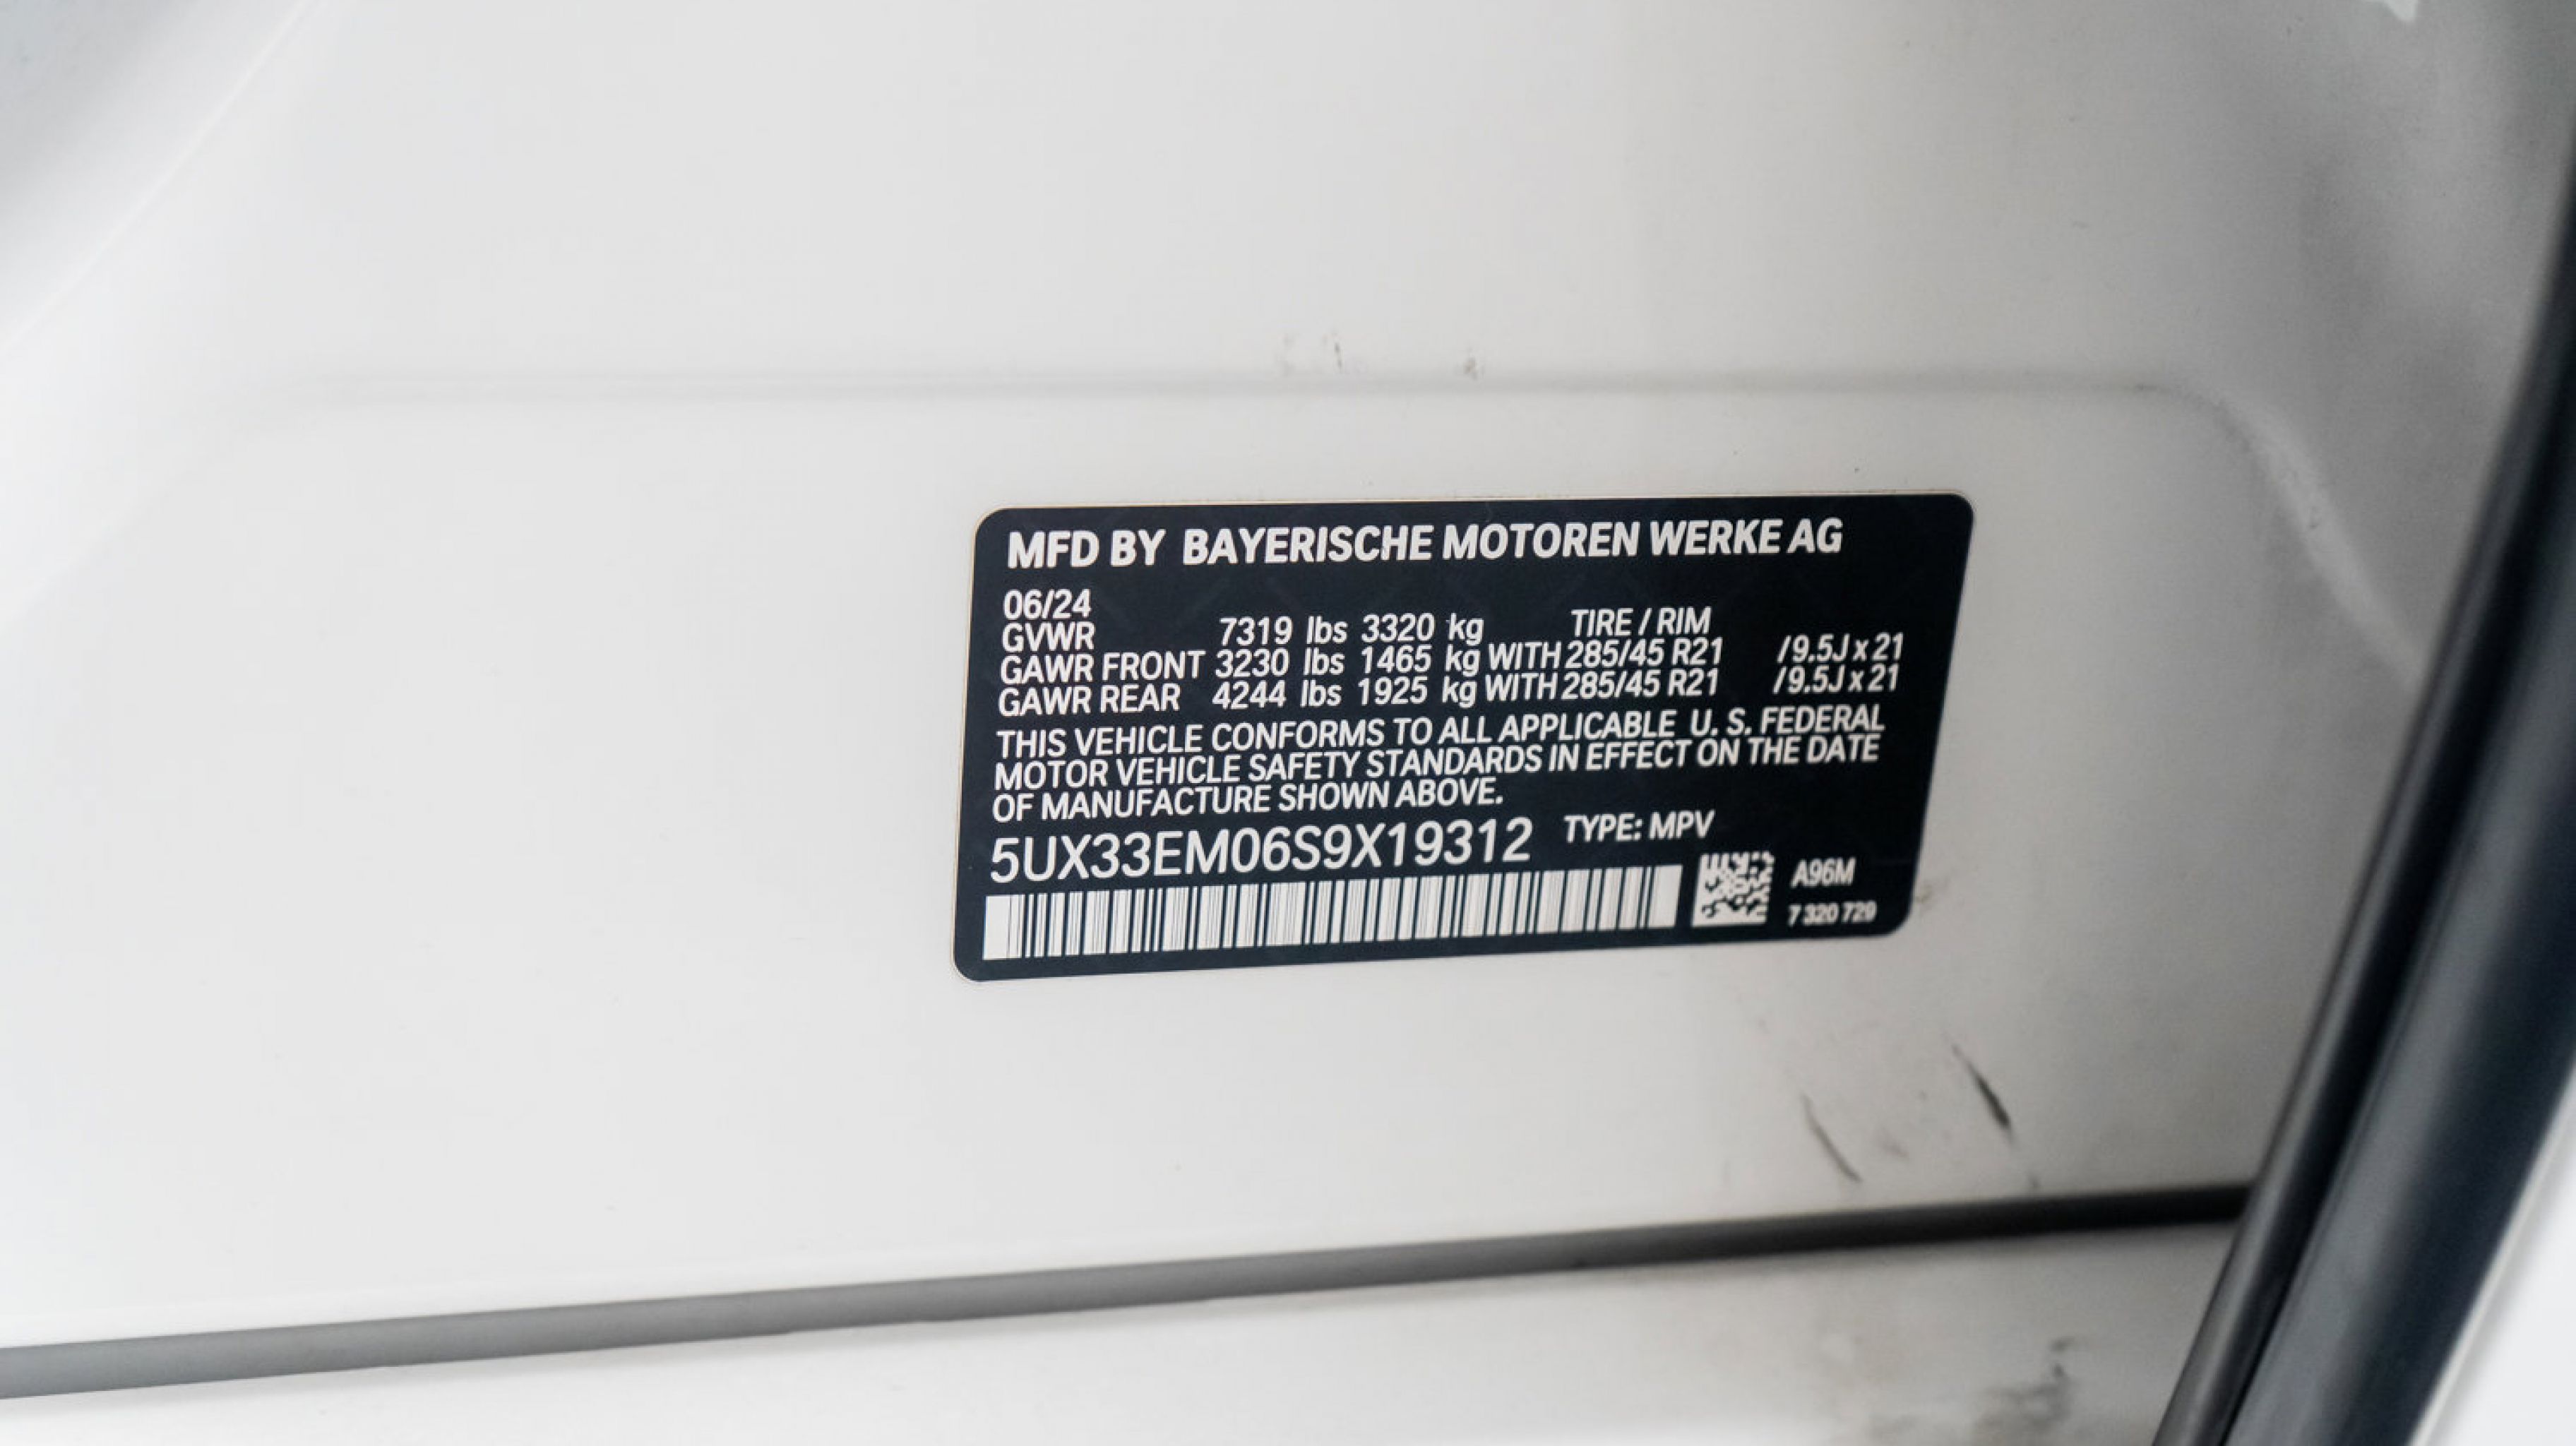 MFD BY BAYERISCHE MOTOREN WERKE AG
06/24
GVWR 7319 lbs 3320 kg TIRE / RIM
GAWR FRONT 3230 lbs 1465 kg WITH 285/45 R21 /9.5J x 21
GAWR REAR 4244 lbs 1925 kg WITH 285/45 R21 /9.5J x 21
THIS VEHICLE CONFORMS TO ALL APPLICABLE U. S. FEDERAL
MOTOR VEHICLE SAFETY STANDARDS IN EFFECT ON THE DATE
OF MANUFACTURE SHOWN ABOVE.
5UX33EM06S9X19312 TYPE: MPV
A96M
7 320 729